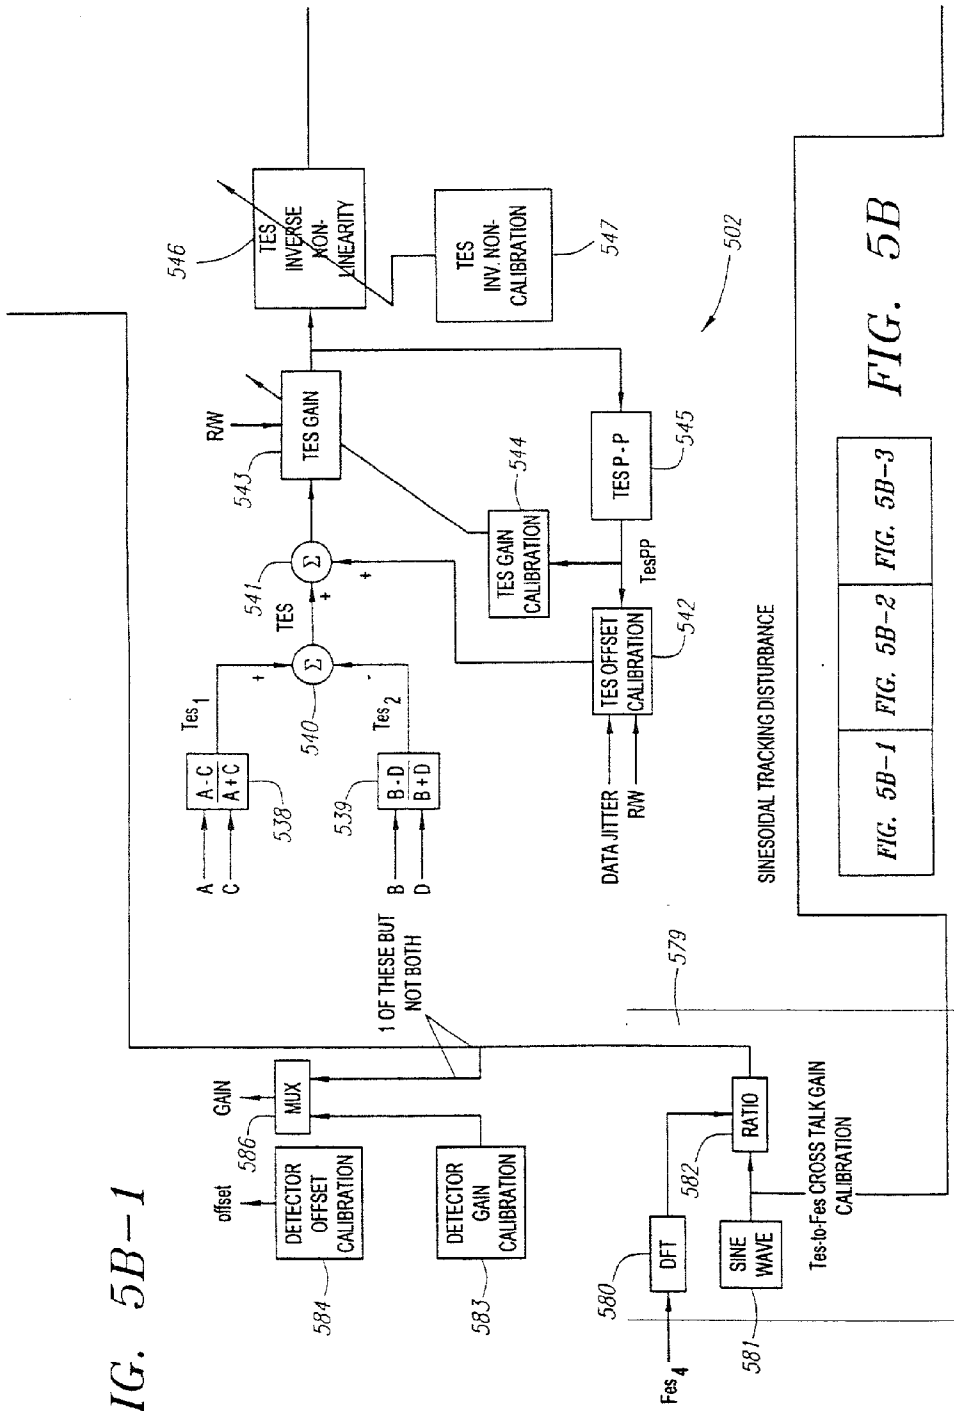 IG. 5B-1
offset
GAIN
586
MUX
DETECTOR
OFFSET
CALIBRATION
584
DETECTOR
GAIN
CALIBRATION
583
1 OF THESE BUT
NOT BOTH
Fes4
580
DFT
SINE
WAVE
581
582
RATIO
Tes-to-Fes CROSS TALK GAIN
CALIBRATION
579
A
C
A - C
A + C
538
Tes1
+
B
D
B - D
B + D
539
Tes2
-
Σ
540
TES
+
541
Σ
+
R/W
543
TES GAIN
546
TES
INVERSE
NON-
LINEARITY
TES
INV. NON-
CALIBRATION
547
TES GAIN
CALIBRATION
544
TES P - P
545
TesPP
DATA JITTER
R/W
TES OFFSET
CALIBRATION
542
502
SINESOIDAL TRACKING DISTURBANCE
FIG. 5B-1
FIG. 5B-2
FIG. 5B-3
FIG. 5B